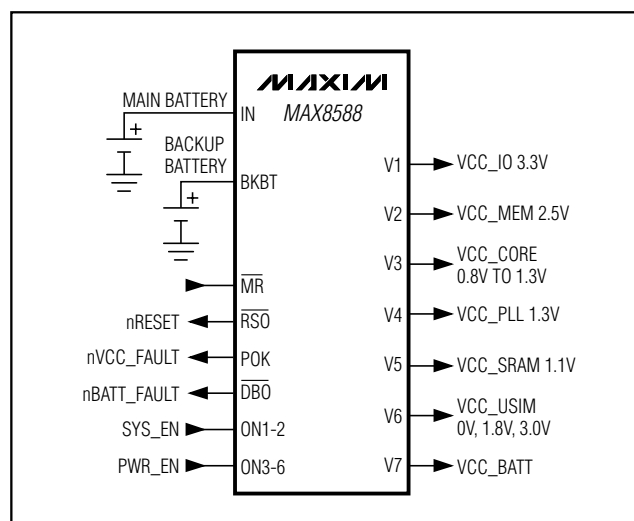 MAXIM
MAX8588
MAIN BATTERY
IN
BACKUP
BATTERY
BKBT
MR
nRESET
RSO
nVCC_FAULT
POK
nBATT_FAULT
DBO
SYS_EN
ON1-2
PWR_EN
ON3-6
V1
VCC_IO 3.3V
V2
VCC_MEM 2.5V
V3
VCC_CORE
0.8V TO 1.3V
V4
VCC_PLL 1.3V
V5
VCC_SRAM 1.1V
V6
VCC_USIM
0V, 1.8V, 3.0V
V7
VCC_BATT
+
+